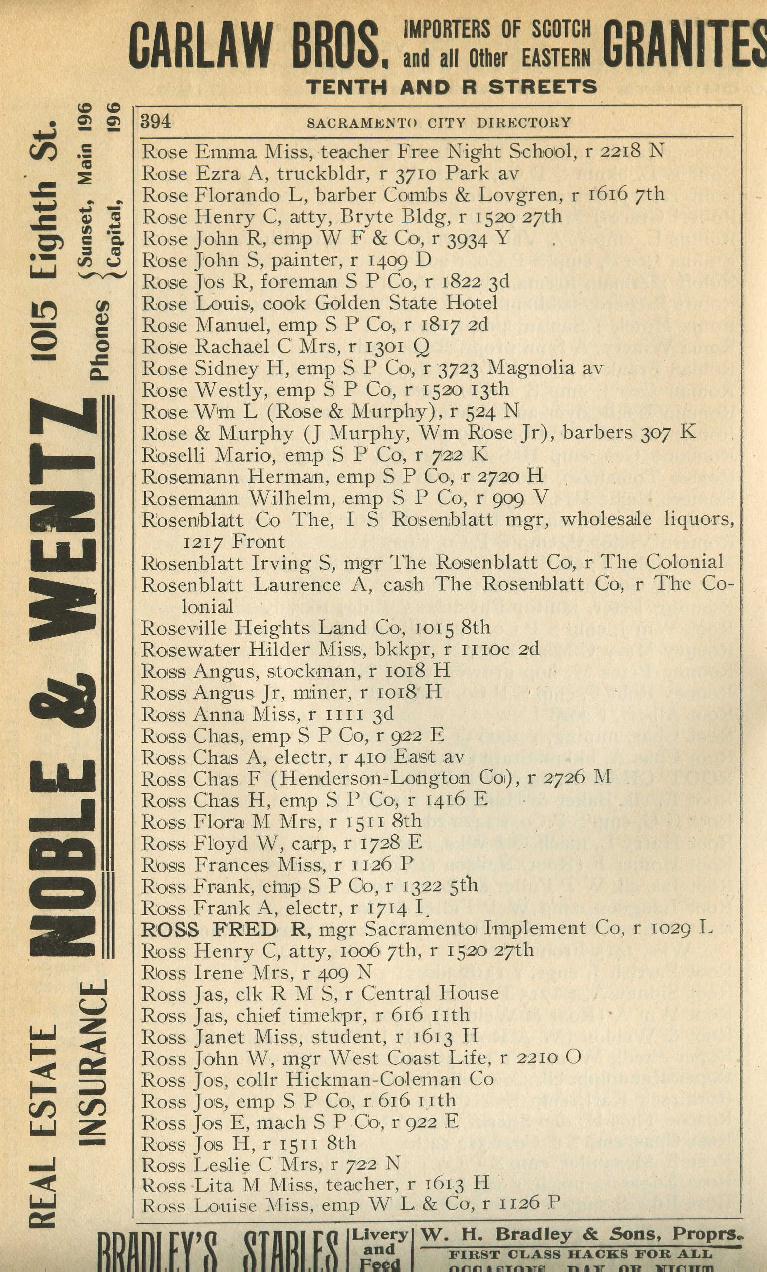 CARLAW BROS. IMPORTERS OF SCOTCH and all Other EASTERN GRANITES
TENTH AND R STREETS
394 SACRAMENTO CITY DIRECTORY
Rose Emma Miss, teacher Free Night School, r 2218 N
Rose Ezra A, truckbldr, r 3710 Park av
Rose Florando L, barber Combs & Lovgren, r 1616 7th
Rose Henry C, atty, Bryte Bldg, r 1520 27th
Rose John R, emp W F & Co, r 3934 Y
Rose John S, painter, r 1409 D
Rose Jos R, foreman S P Co, r 1822 3d
Rose Louis, cook Golden State Hotel
Rose Manuel, emp S P Co, r 1817 2d
Rose Rachael C Mrs, r 1301 Q
Rose Sidney H, emp S P Co, r 3723 Magnolia av
Rose Westly, emp S P Co, r 1520 13th
Rose Wm L (Rose & Murphy), r 524 N
Rose & Murphy (J Murphy, Wm Rose Jr), barbers 307 K
Roselli Mario, emp S P Co, r 722 K
Rosemann Herman, emp S P Co, r 2720 H
Rosemann Wilhelm, emp S P Co, r 909 V
Rosenblatt Co The, I S Rosenblatt mgr, wholesale liquors,
1217 Front
Rosenblatt Irving S, mgr The Rosenblatt Co, r The Colonial
Rosenblatt Laurence A, cash The Rosenblatt Co, r The Co-
lonial
Roseville Heights Land Co, 1015 8th
Rosewater Hilder Miss, bkkpr, r 1110c 2d
Ross Angus, stockman, r 1018 H
Ross Angus Jr, miner, r 1018 H
Ross Anna Miss, r 1111 3d
Ross Chas, emp S P Co, r 922 E
Ross Chas A, electr, r 410 East av
Ross Chas F (Henderson-Longton Co), r 2726 M
Ross Chas H, emp S P Co, r 1416 E
Ross Flora M Mrs, r 1511 8th
Ross Floyd W, carp, r 1728 E
Ross Frances Miss, r 1126 P
Ross Frank, emp S P Co, r 1322 5th
Ross Frank A, electr, r 1714 I
ROSS FRED R, mgr Sacramento Implement Co, r 1029 L
Ross Henry C, atty, 1006 7th, r 1520 27th
Ross Irene Mrs, r 409 N
Ross Jas, clk R M S, r Central House
Ross Jas, chief timekpr, r 616 11th
Ross Janet Miss, student, r 1613 H
Ross John W, mgr West Coast Life, r 2210 O
Ross Jos, collr Hickman-Coleman Co
Ross Jos, emp S P Co, r 616 11th
Ross Jos E, mach S P Co, r 922 E
Ross Jos H, r 1511 8th
Ross Leslie C Mrs, r 722 N
Ross Lita M Miss, teacher, r 1613 H
Ross Louise Miss, emp W L & Co, r 1126 P
REAL ESTATE
INSURANCE
NOBLE & WENTZ
1015 Eighth St.
Phones { Sunset, Main 196
Capital, 196
BRADLEY'S STABLES
Livery
and
Feed
W. H. Bradley & Sons, Proprs.
FIRST CLASS HACKS FOR ALL
OCCASIONS, DAY OR NIGHT